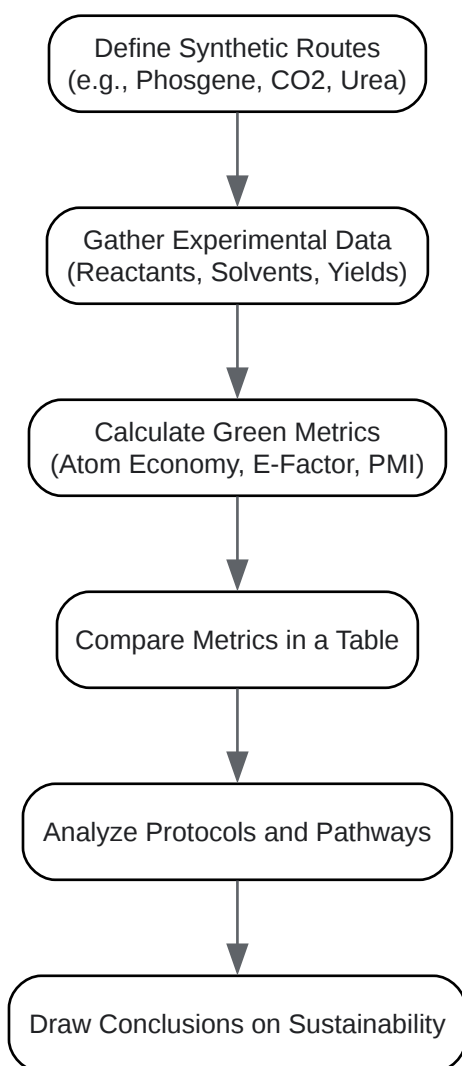 Define Synthetic Routes
(e.g., Phosgene, CO2, Urea)
Gather Experimental Data
(Reactants, Solvents, Yields)
Calculate Green Metrics
(Atom Economy, E-Factor, PMI)
Compare Metrics in a Table
Analyze Protocols and Pathways
Draw Conclusions on Sustainability